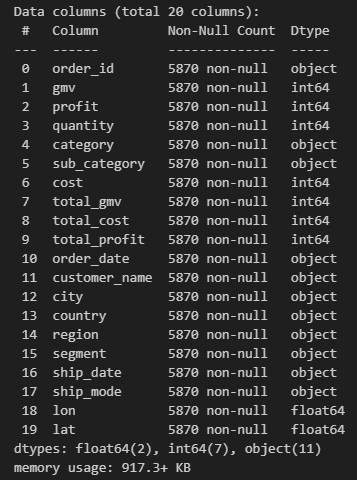 Data columns (total 20 columns):
 #   Column         Non-Null Count  Dtype
---  ------         --------------  -----
 0   order_id       5870 non-null   object
 1   gmv            5870 non-null   int64
 2   profit         5870 non-null   int64
 3   quantity       5870 non-null   int64
 4   category       5870 non-null   object
 5   sub_category   5870 non-null   object
 6   cost           5870 non-null   int64
 7   total_gmv      5870 non-null   int64
 8   total_cost     5870 non-null   int64
 9   total_profit   5870 non-null   int64
 10  order_date     5870 non-null   object
 11  customer_name  5870 non-null   object
 12  city           5870 non-null   object
 13  country        5870 non-null   object
 14  region         5870 non-null   object
 15  segment        5870 non-null   object
 16  ship_date      5870 non-null   object
 17  ship_mode      5870 non-null   object
 18  lon            5870 non-null   float64
 19  lat            5870 non-null   float64
dtypes: float64(2), int64(7), object(11)
memory usage: 917.3+ KB